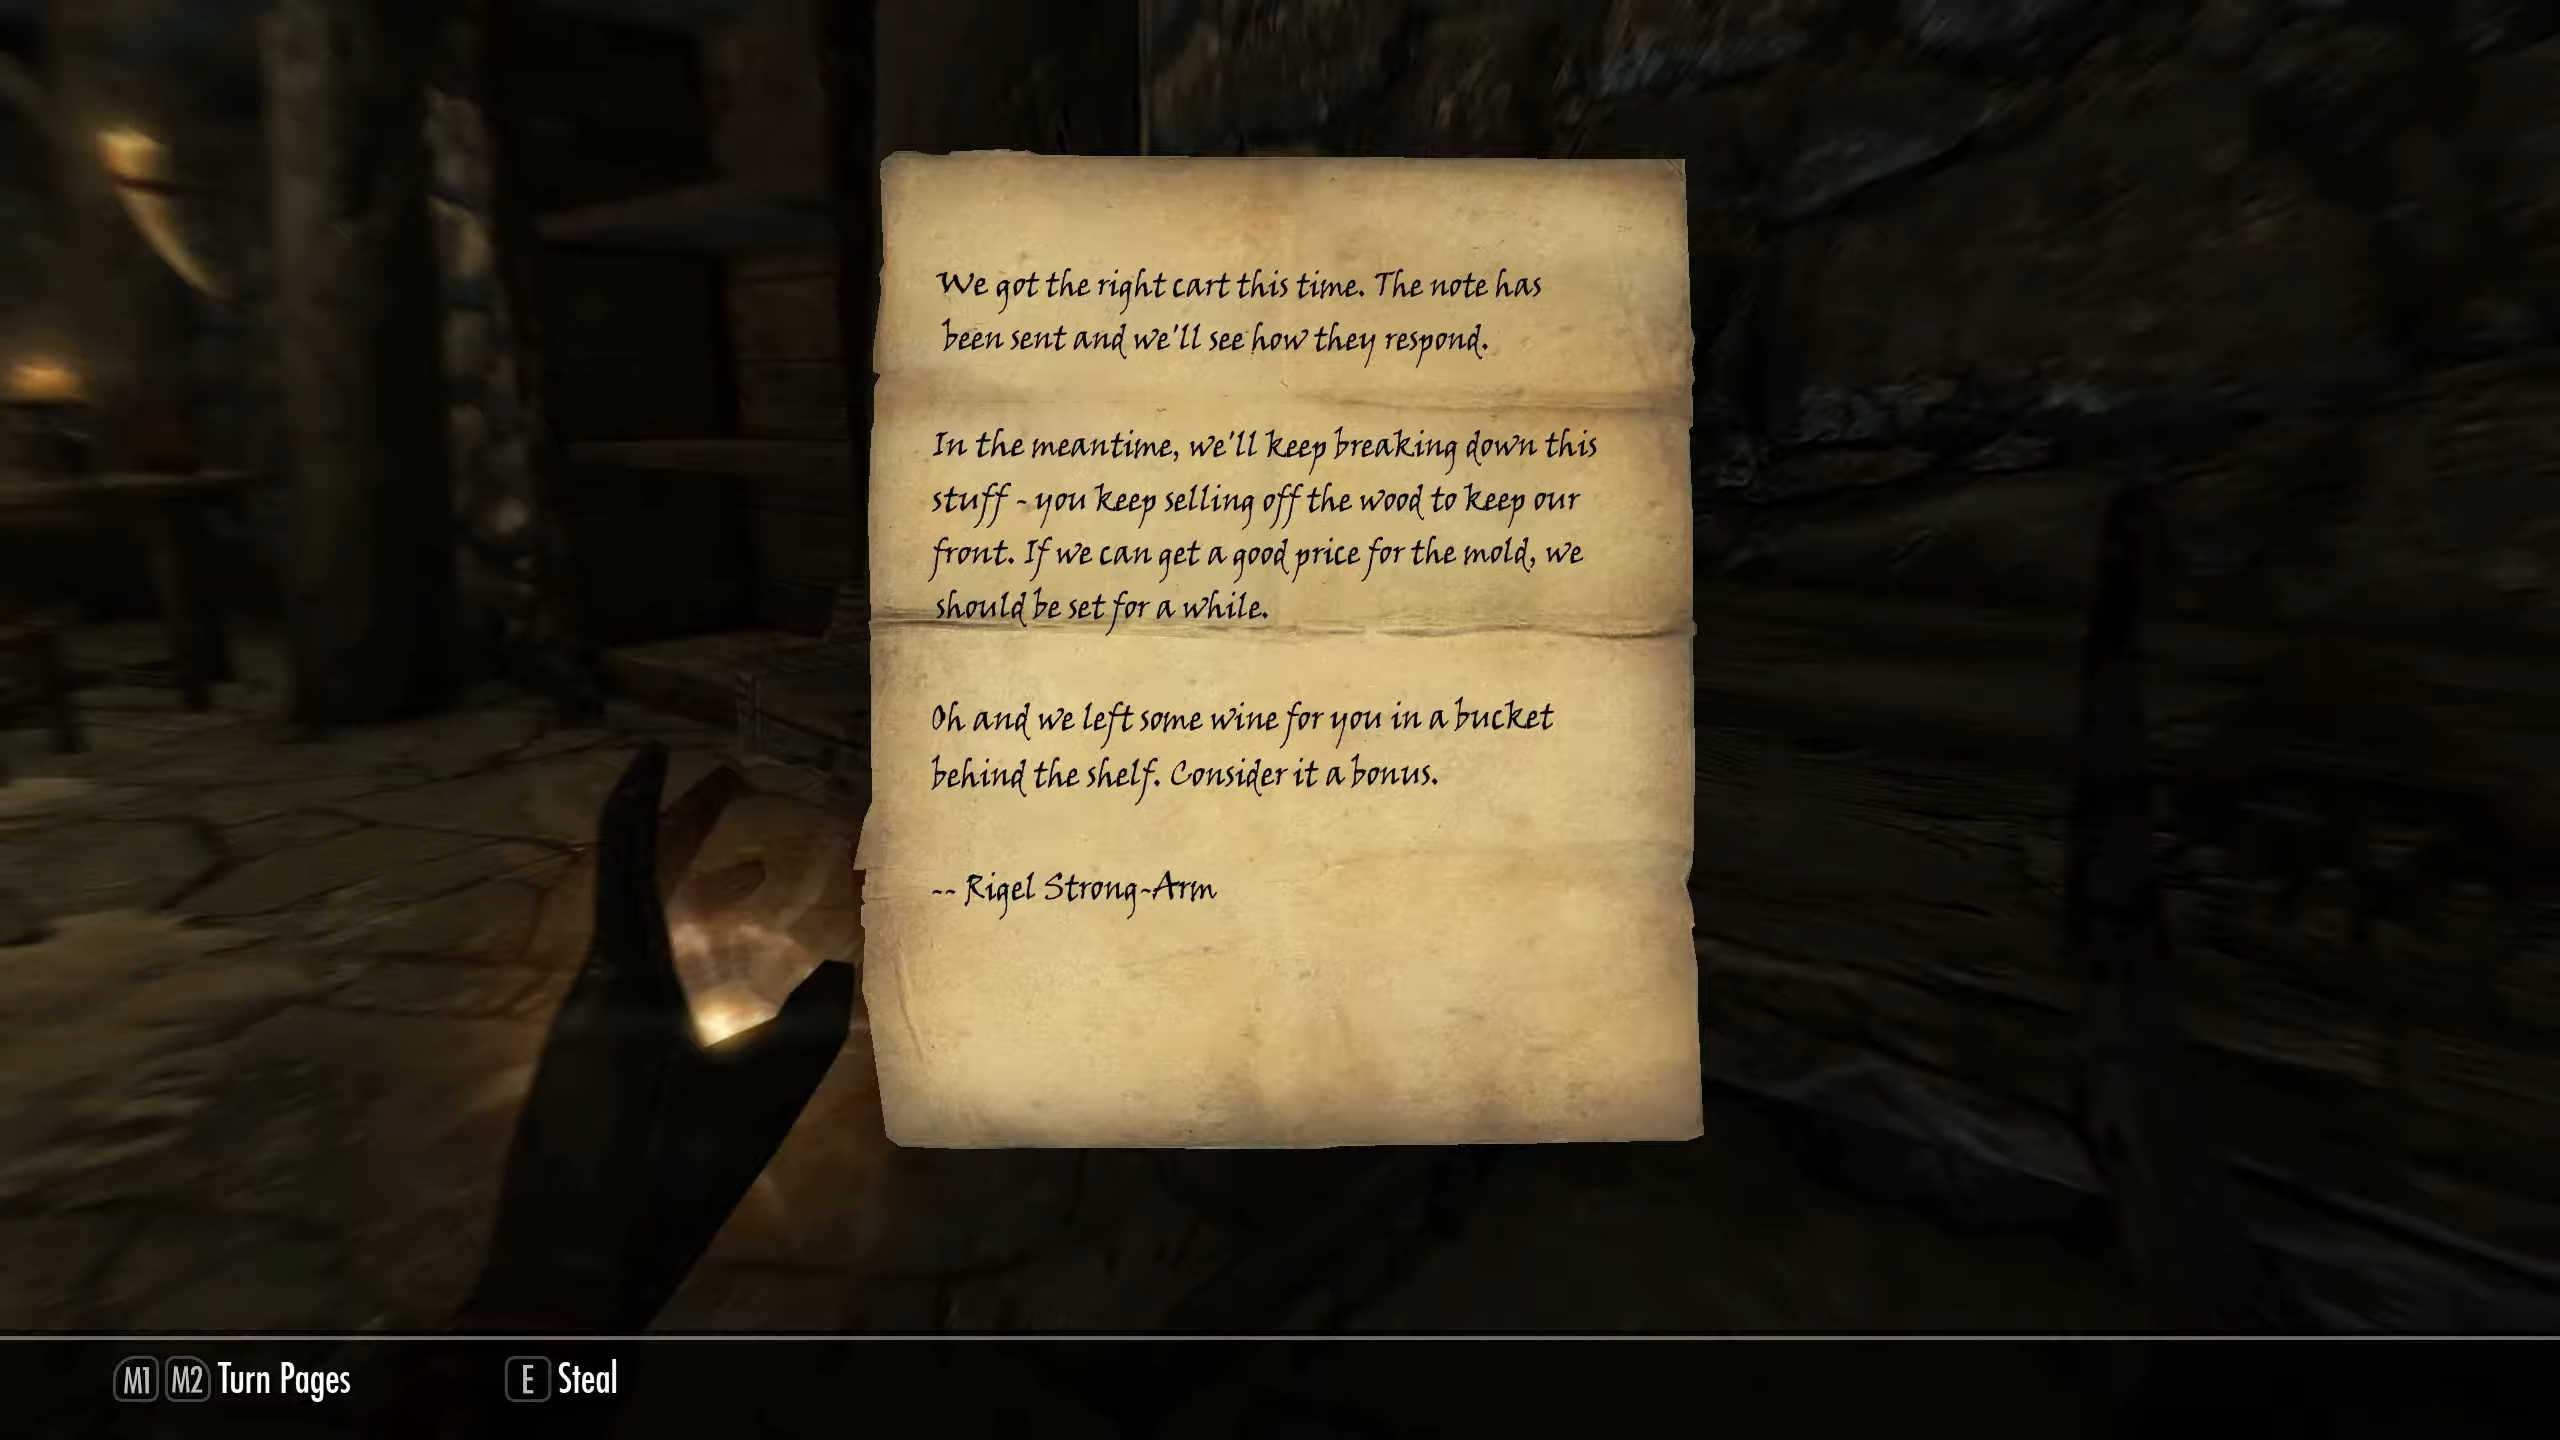 We got the right cart this time. The note has
been sent and we'll see how they respond.
In the meantime, we'll keep breaking down this
stuff - you keep selling off the wood to keep our
front. If we can get a good price for the mold, we
should be set for a while.
Oh and we left some wine for you in a bucket
behind the shelf. Consider it a bonus.
-- Rigel Strong-Arm
M1 M2 Turn Pages
E Steal